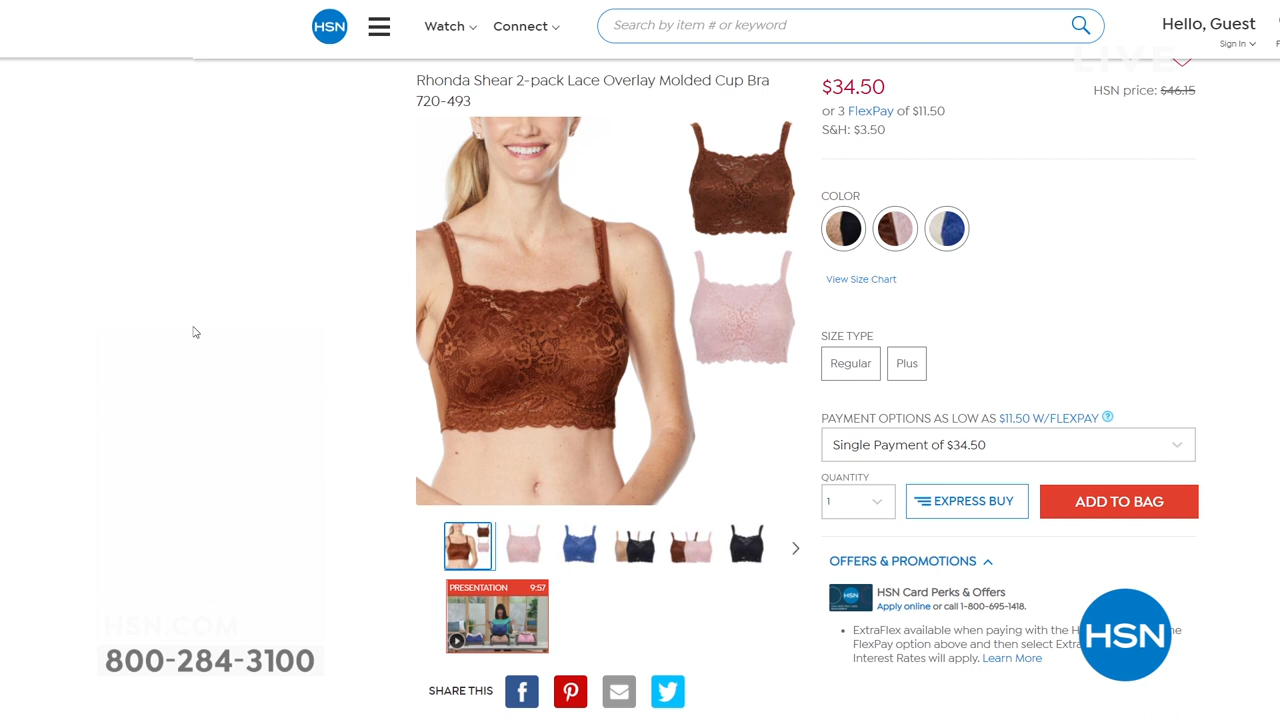 HSN
Watch
Connect
Search by item # or keyword
Hello, Guest
Sign In
LIVE
Rhonda Shear 2-pack Lace Overlay Molded Cup Bra
720-493
$34.50
HSN price: $46.15
or 3 FlexPay of $11.50
S&H: $3.50
COLOR
View Size Chart
SIZE TYPE
Regular
Plus
PAYMENT OPTIONS AS LOW AS $11.50 W/FLEXPAY ?
Single Payment of $34.50
QUANTITY
1
EXPRESS BUY
ADD TO BAG
OFFERS & PROMOTIONS
HSN
HSN Card Perks & Offers
Apply online or call 1-800-695-1418.
• ExtraFlex available when paying with the H
FlexPay option above and then select Extra
Interest Rates will apply. Learn More
HSN
PRESENTATION 9:57
SHARE THIS
HSN.COM
800-284-3100